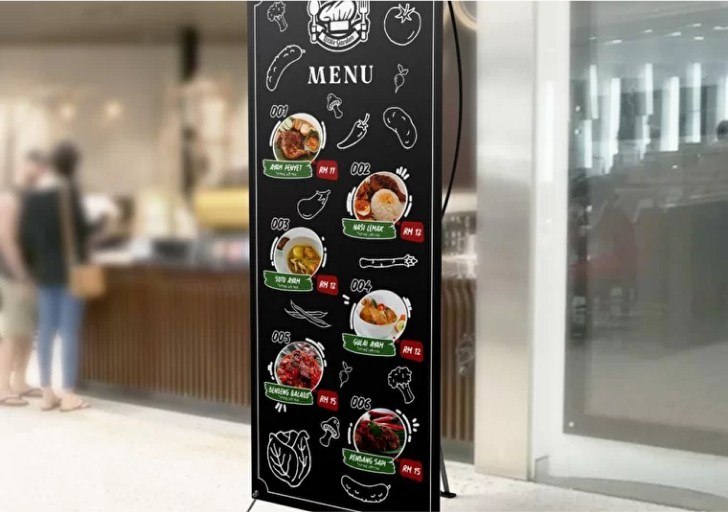 MENU
001
AYAM PENYET
RM 11
002
NASI LEMAK
RM 12
003
SOTO AYAM
RM 12
004
GULAI AYAM
RM 12
005
DENDENG BALADO
RM 15
006
RENDANG SAPI
RM 15